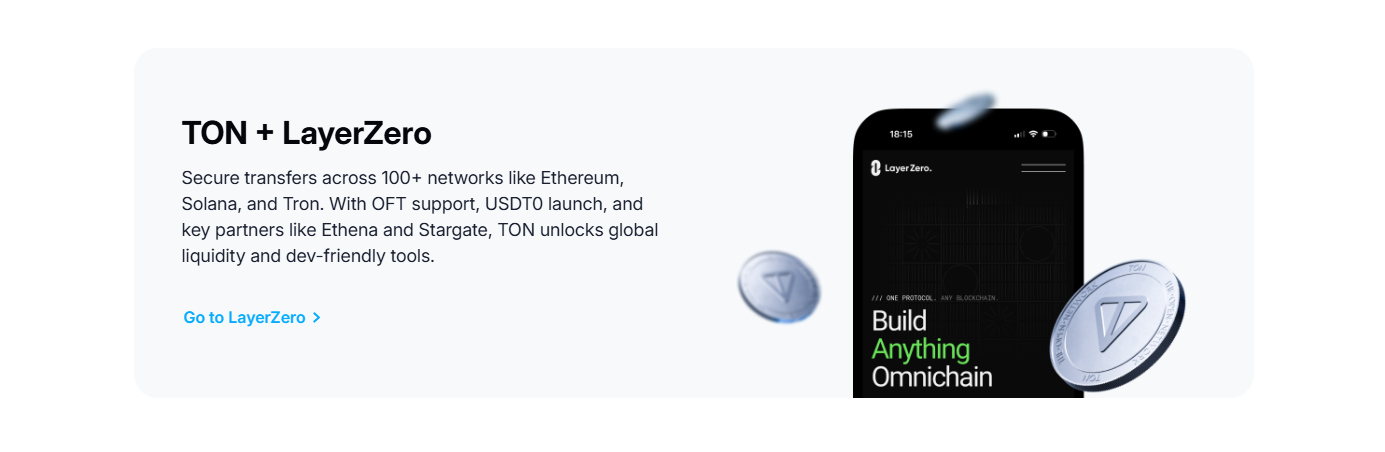 TON + LayerZero
Secure transfers across 100+ networks like Ethereum,
Solana, and Tron. With OFT support, USDT0 launch, and
key partners like Ethena and Stargate, TON unlocks global
liquidity and dev-friendly tools.
Go to LayerZero
18:15
LayerZero.
/// ONE PROTOCOL. ANY BLOCKCHAIN.
Build
Anything
Omnichain
TON
TON